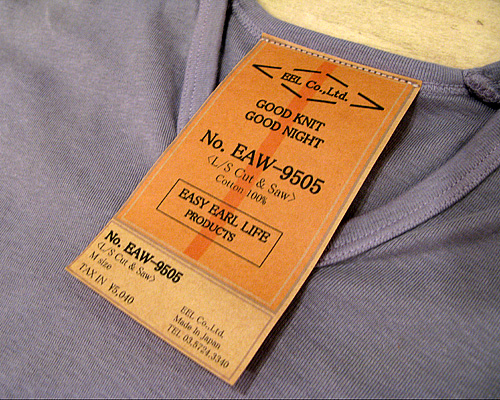 EEL Co.,Ltd.
GOOD KNIT
GOOD NIGHT
No. EAW-9505
<L/S Cut & Saw>
Cotton 100%
EASY EARL LIFE
PRODUCTS
No. EAW-9505
<L/S Cut & Saw>
M size
TAX IN ¥5,040
EEL Co.,Ltd.
Made In Japan
TEL 03.5724.3340